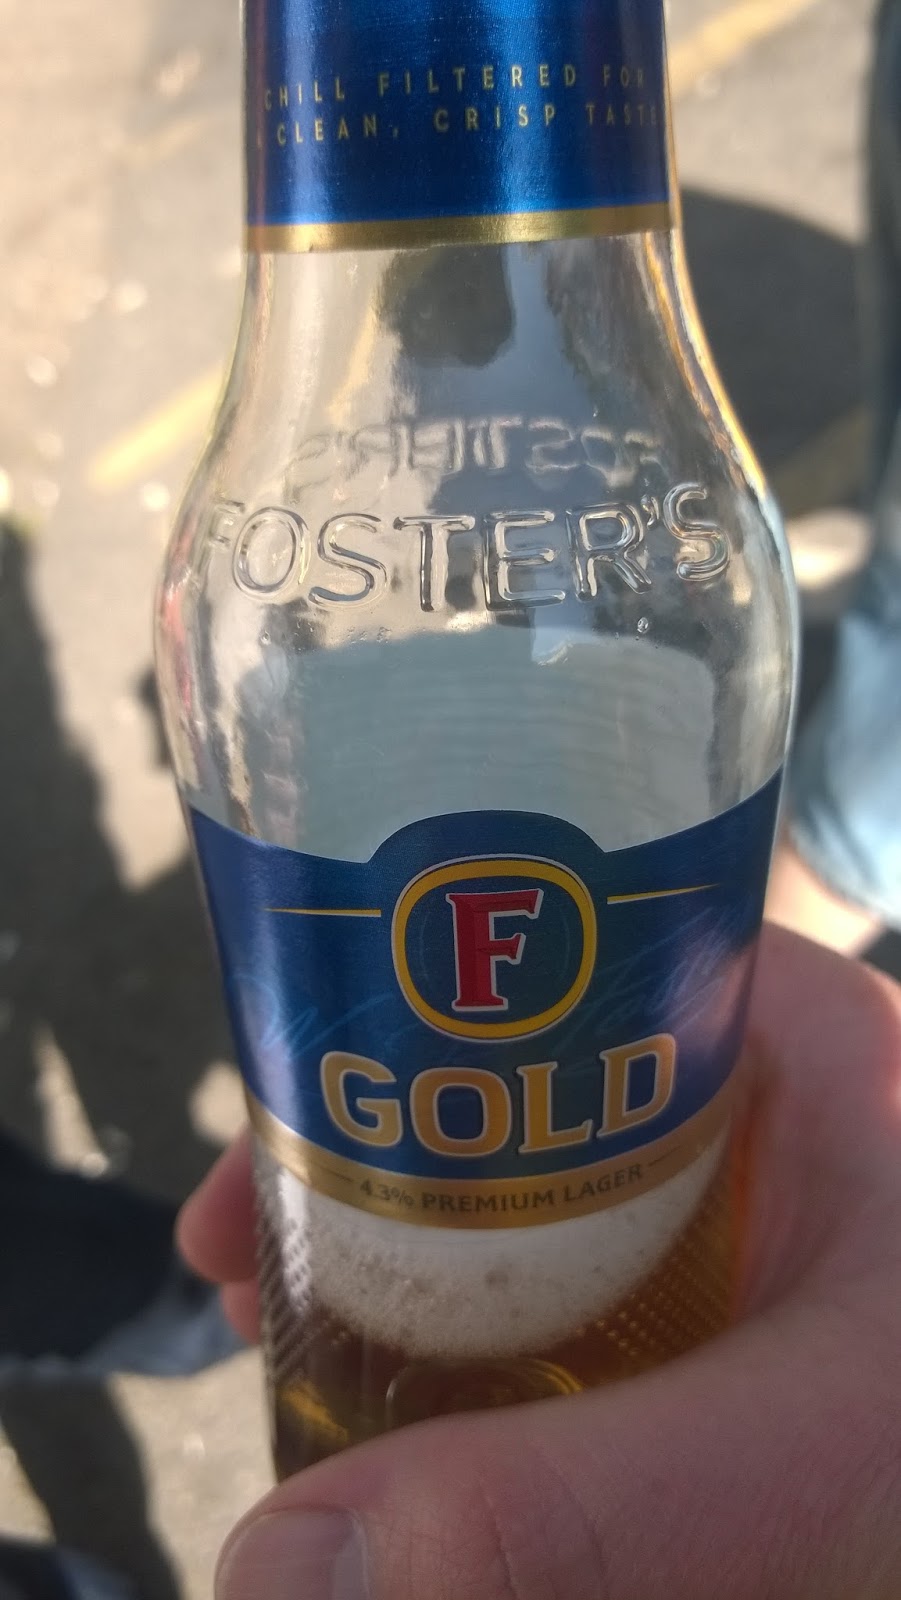 CHILL FILTERED FOR
A CLEAN, CRISP TASTE
FOSTER'S
F
GOLD
4.3% PREMIUM LAGER